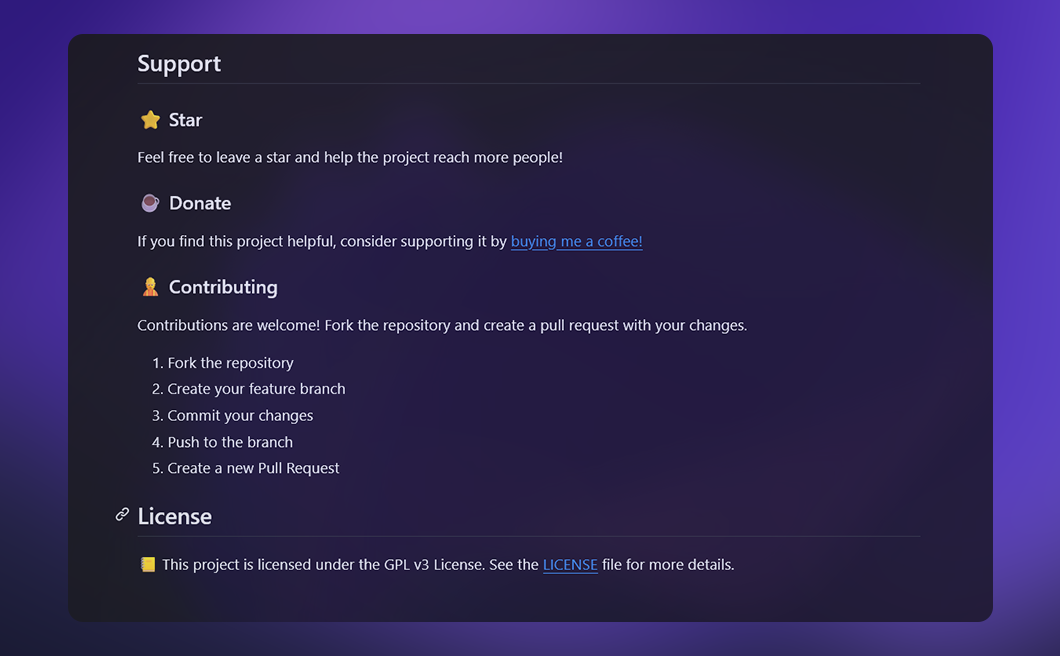 Support
Star
Feel free to leave a star and help the project reach more people!
Donate
If you find this project helpful, consider supporting it by buying me a coffee!
Contributing
Contributions are welcome! Fork the repository and create a pull request with your changes.
1. Fork the repository
2. Create your feature branch
3. Commit your changes
4. Push to the branch
5. Create a new Pull Request
License
This project is licensed under the GPL v3 License. See the LICENSE file for more details.